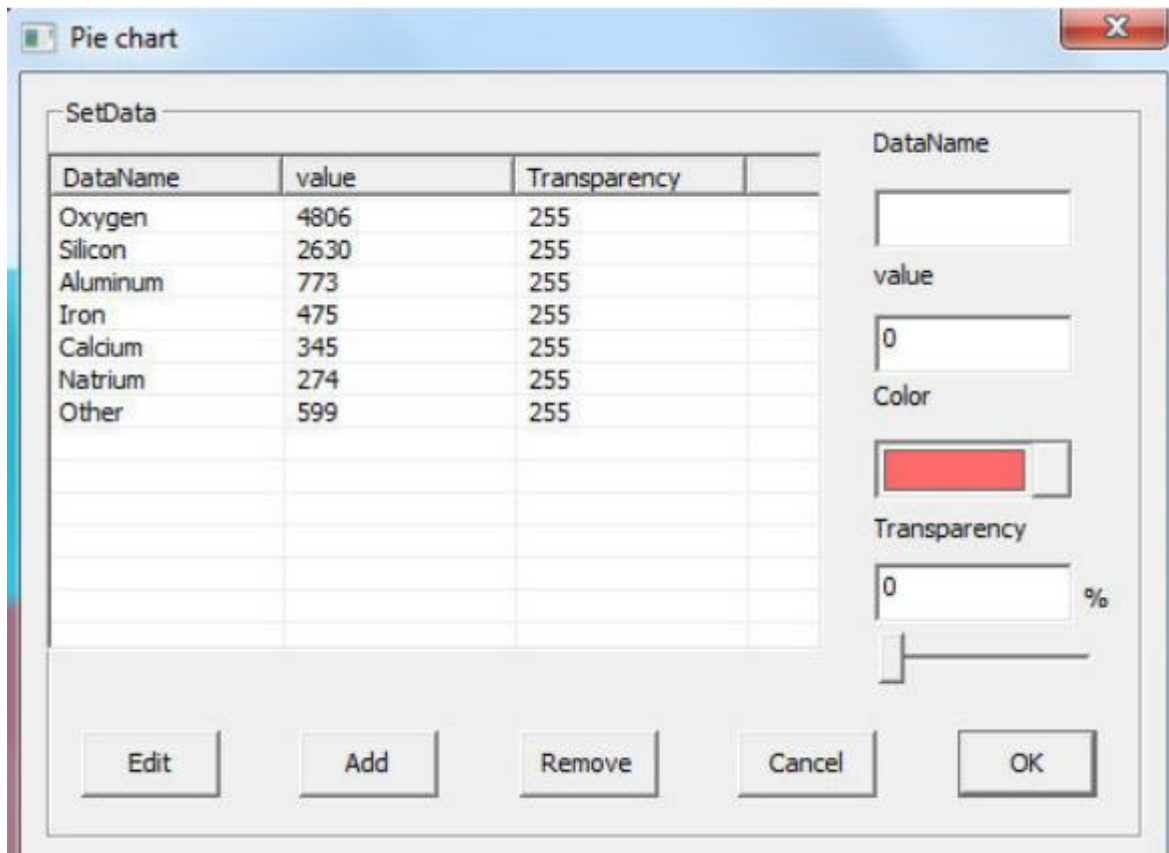 Pie chart
SetData
DataName value Transparency
Oxygen 4806 255
Silicon 2630 255
Aluminum 773 255
Iron 475 255
Calcium 345 255
Natrium 274 255
Other 599 255
DataName
value
0
Color
Transparency
0 %
Edit Add Remove Cancel OK